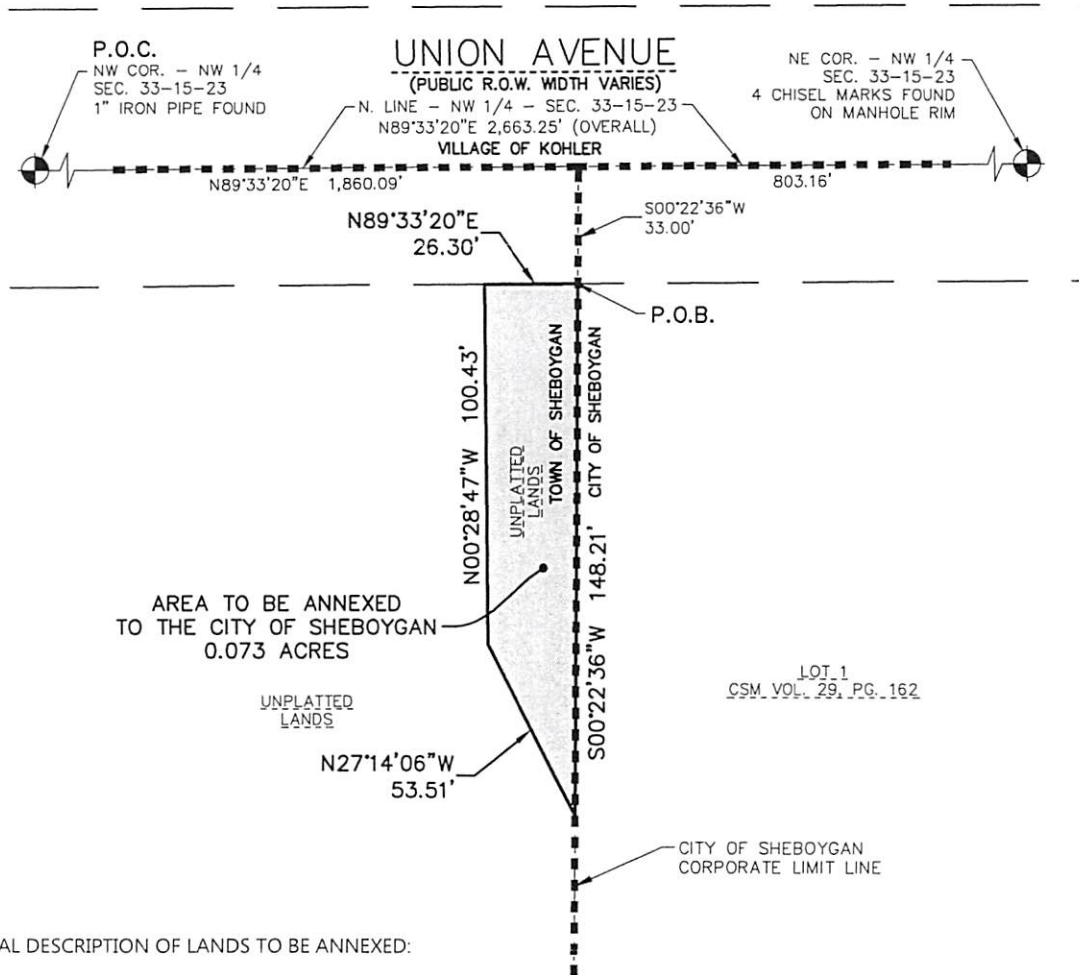 P.O.C.
NW COR. - NW 1/4
SEC. 33-15-23
1" IRON PIPE FOUND
UNION AVENUE
(PUBLIC R.O.W. WIDTH VARIES)
N. LINE - NW 1/4 - SEC. 33-15-23
N89°33'20"E 2,663.25' (OVERALL)
VILLAGE OF KOHLER
NE COR. - NW 1/4
SEC. 33-15-23
4 CHISEL MARKS FOUND
ON MANHOLE RIM
N89°33'20"E 1,860.09'
803.16'
S00°22'36"W
33.00'
N89°33'20"E
26.30'
P.O.B.
N00°28'47"W 100.43'
UNPLATTED
LANDS
TOWN OF SHEBOYGAN
CITY OF SHEBOYGAN
S00°22'36"W 148.21'
AREA TO BE ANNEXED
TO THE CITY OF SHEBOYGAN
0.073 ACRES
UNPLATTED
LANDS
LOT 1
CSM VOL. 29, PG. 162
N27°14'06"W
53.51'
CITY OF SHEBOYGAN
CORPORATE LIMIT LINE
AL DESCRIPTION OF LANDS TO BE ANNEXED: